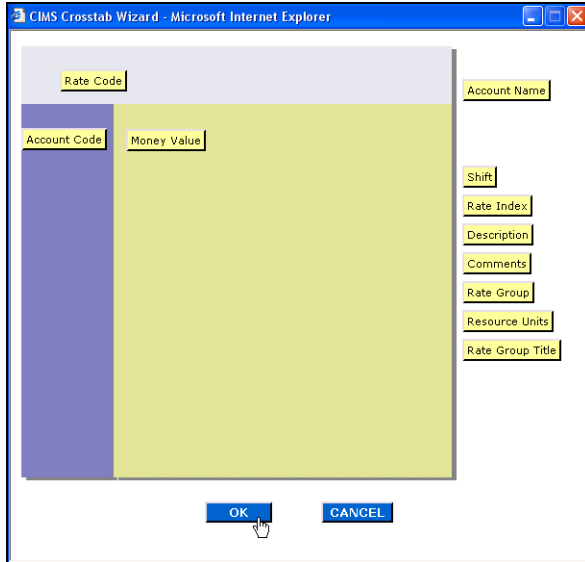 CIMS Crosstab Wizard - Microsoft Internet Explorer
Rate Code
Account Name
Account Code
Money Value
Shift
Rate Index
Description
Comments
Rate Group
Resource Units
Rate Group Title
OK
CANCEL